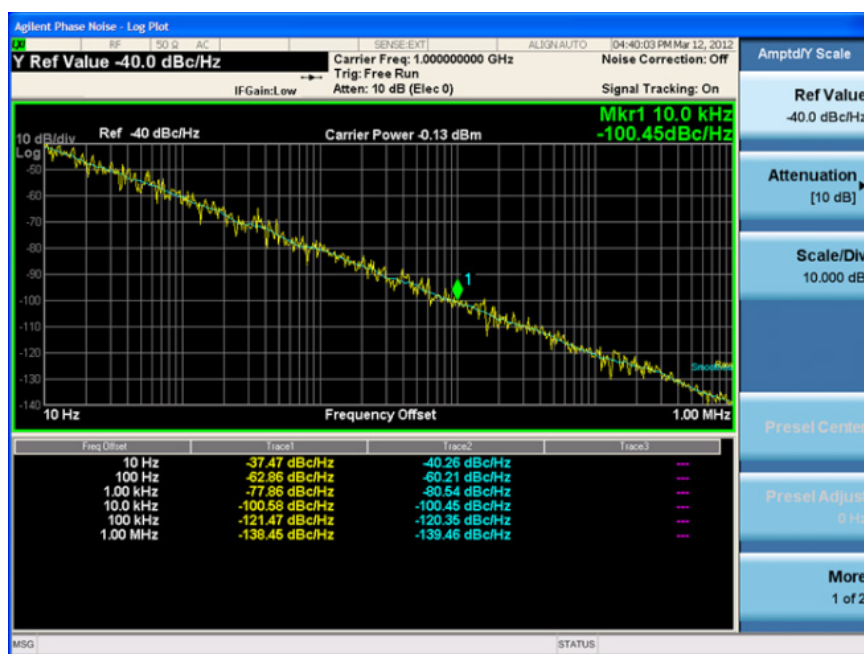 Agilent Phase Noise - Log Plot
RF 50 Ω AC SENSE:EXT ALIGNAUTO 04:40:03 PM Mar 12, 2012
Y Ref Value -40.0 dBc/Hz
Carrier Freq: 1.000000000 GHz
Noise Correction: Off
Trig: Free Run
IFGain:Low
Atten: 10 dB (Elec 0)
Signal Tracking: On
Mkr1 10.0 kHz
10 dB/div Ref -40 dBc/Hz Carrier Power -0.13 dBm -100.45dBc/Hz
Log
-50
-60
-70
-80
-90
1
-100
-110
-120
Smoothed
-130
-140
10 Hz Frequency Offset 1.00 MHz
Freq Offset Trace1 Trace2 Trace3
10 Hz -37.47 dBc/Hz -40.26 dBc/Hz ---
100 Hz -62.86 dBc/Hz -60.21 dBc/Hz ---
1.00 kHz -77.86 dBc/Hz -80.54 dBc/Hz ---
10.0 kHz -100.58 dBc/Hz -100.45 dBc/Hz ---
100 kHz -121.47 dBc/Hz -120.35 dBc/Hz ---
1.00 MHz -138.45 dBc/Hz -139.46 dBc/Hz ---
MSG STATUS
Amptd/Y Scale
Ref Value
-40.0 dBc/Hz
Attenuation
[10 dB]
Scale/Div
10.000 dB
Presel Center
Presel Adjust
0 Hz
More
1 of 2